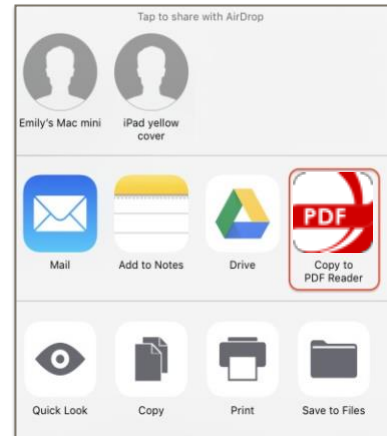 Tap to share with AirDrop
Emily's Mac mini
iPad yellow
cover
PDF
Mail
Add to Notes
Drive
Copy to
PDF Reader
Quick Look
Copy
Print
Save to Files